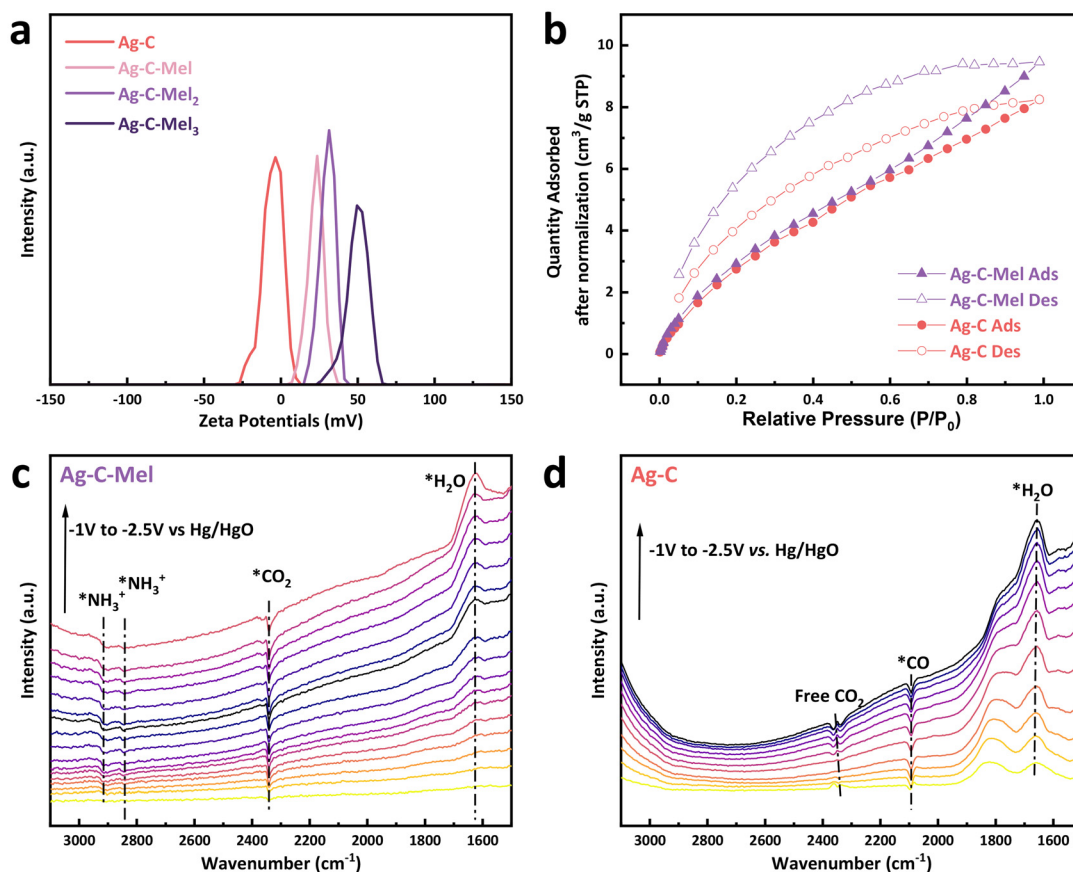 a
Ag-C
Ag-C-Mel
Ag-C-Mel₂
Ag-C-Mel₃
Intensity (a.u.)
-150 -100 -50 0 50 100 150
Zeta Potentials (mV)
b
10
8
6
4
2
0
Quantity Adsorbed
after normalization (cm³/g STP)
Ag-C-Mel Ads
Ag-C-Mel Des
Ag-C Ads
Ag-C Des
0.0 0.2 0.4 0.6 0.8 1.0
Relative Pressure (P/P₀)
c
Ag-C-Mel
*H₂O
-1V to -2.5V vs Hg/HgO
*NH₃⁺
*NH₃⁺
*CO₂
Intensity (a.u.)
3000 2800 2600 2400 2200 2000 1800 1600
Wavenumber (cm⁻¹)
d
Ag-C
*H₂O
-1V to -2.5V vs. Hg/HgO
*CO
Free CO₂
Intensity (a.u.)
3000 2800 2600 2400 2200 2000 1800 1600
Wavenumber (cm⁻¹)